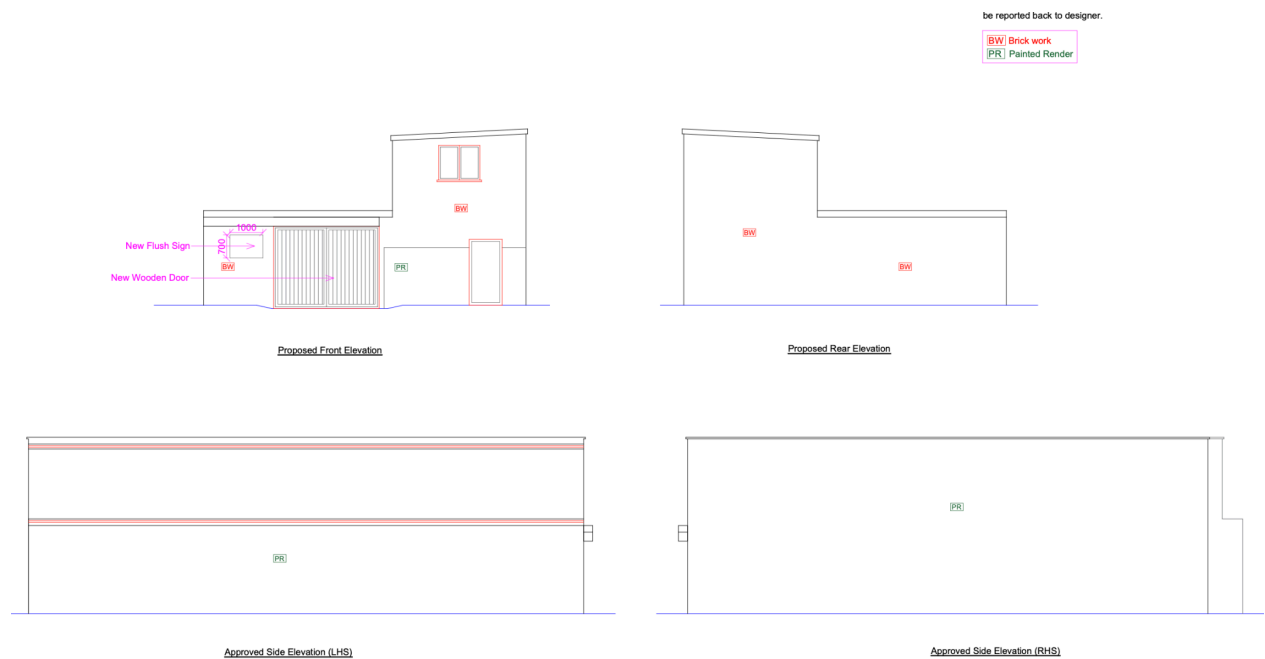 be reported back to designer.
BW Brick work
PR Painted Render
1000
700
New Flush Sign
BW
New Wooden Door
BW
PR
Proposed Front Elevation
BW
BW
Proposed Rear Elevation
PR
Approved Side Elevation (LHS)
PR
Approved Side Elevation (RHS)